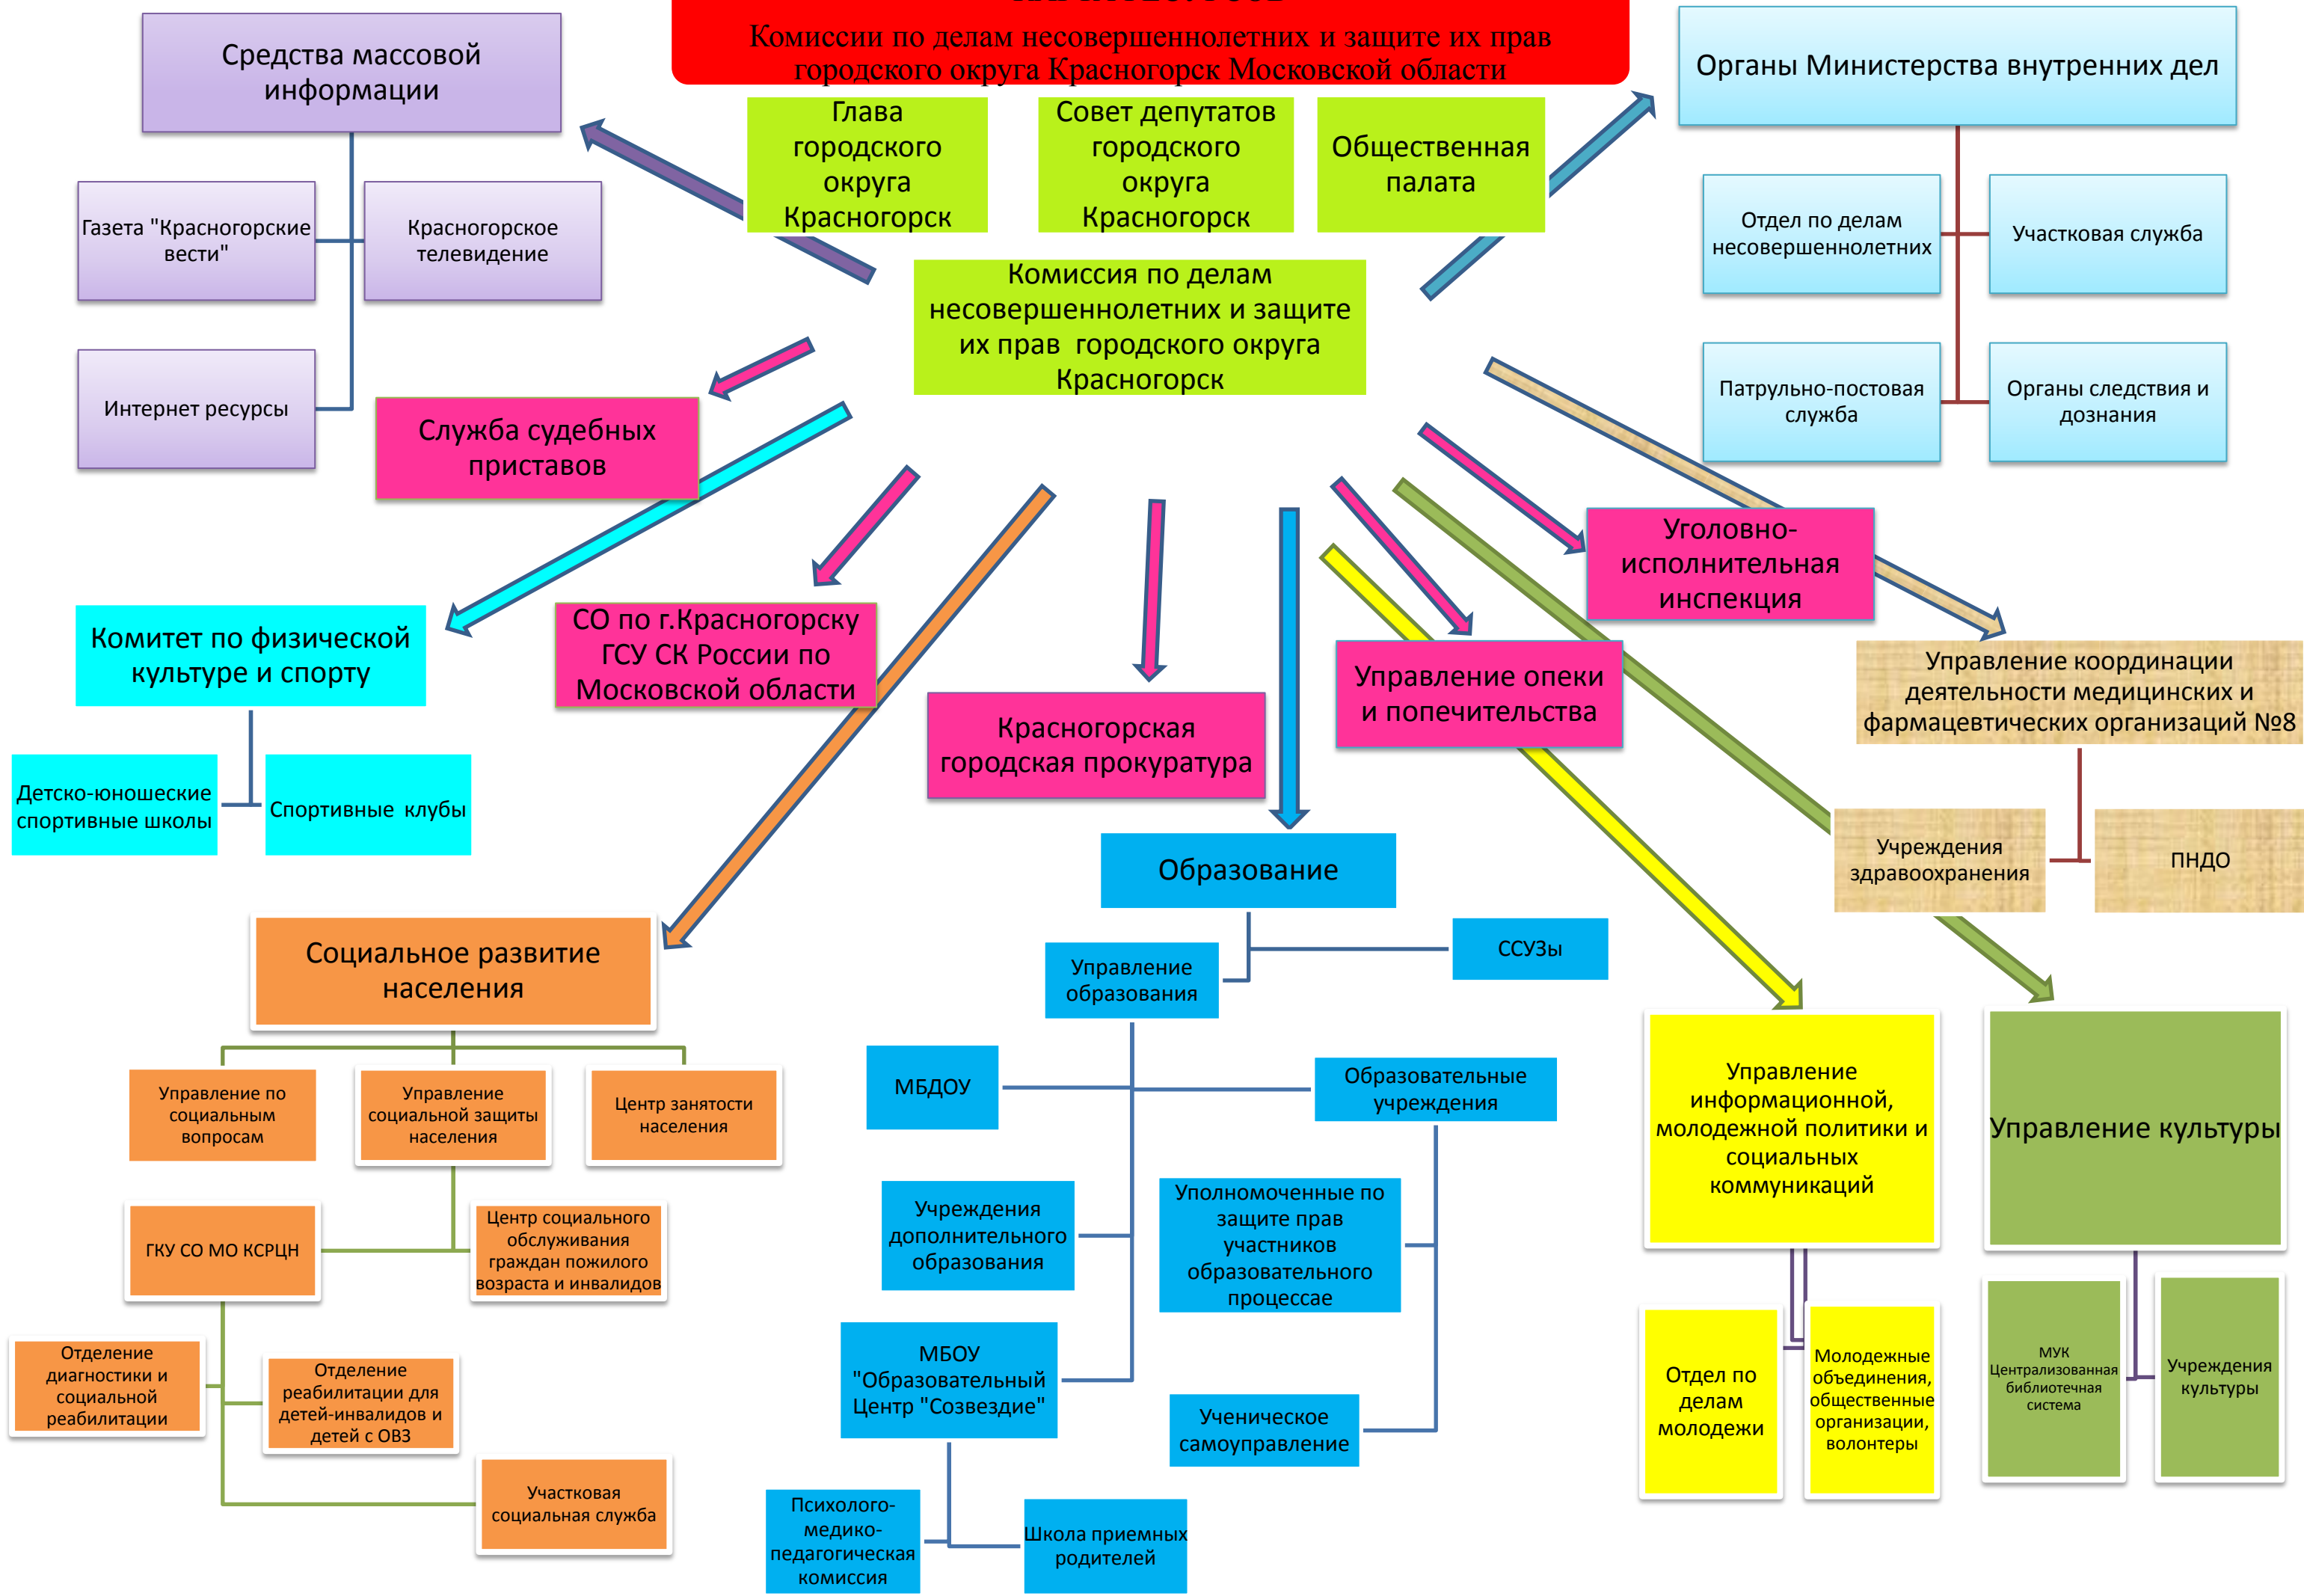 Комиссии по делам несовершеннолетних и защите их прав
городского округа Красногорск Московской области
Средства массовой
информации
Газета "Красногорские
вести"
Красногорское
телевидение
Интернет ресурсы
Глава
городского
округа
Красногорск
Совет депутатов
городского
округа
Красногорск
Общественная
палата
Комиссия по делам
несовершеннолетних и защите
их прав городского округа
Красногорск
Органы Министерства внутренних дел
Отдел по делам
несовершеннолетних
Участковая служба
Патрульно-постовая
служба
Органы следствия и
дознания
Служба судебных
приставов
Комитет по физической
культуре и спорту
Детско-юношеские
спортивные школы
Спортивные клубы
СО по г.Красногорску
ГСУ СК России по
Московской области
Красногорская
городская прокуратура
Управление опеки
и попечительства
Уголовно-
исполнительная
инспекция
Управление координации
деятельности медицинских и
фармацевтических организаций №8
Учреждения
здравоохранения
ПНДО
Социальное развитие
населения
Управление по
социальным
вопросам
Управление
социальной защиты
населения
Центр занятости
населения
ГКУ СО МО КСРЦН
Центр социального
обслуживания
граждан пожилого
возраста и инвалидов
Отделение
диагностики и
социальной
реабилитации
Отделение
реабилитации для
детей-инвалидов и
детей с ОВЗ
Участковая
социальная служба
Образование
Управление
образования
ССУЗы
МБДОУ
Образовательные
учреждения
Учреждения
дополнительного
образования
Уполномоченные по
защите прав
участников
образовательного
процессае
МБОУ
"Образовательный
Центр "Созвездие"
Ученическое
самоуправление
Психолого-
медико-
педагогическая
комиссия
Школа приемных
родителей
Управление
информационной,
молодежной политики и
социальных
коммуникаций
Отдел по
делам
молодежи
Молодежные
объединения,
общественные
организации,
волонтеры
Управление культуры
МУК
Централизованная
библиотечная
система
Учреждения
культуры